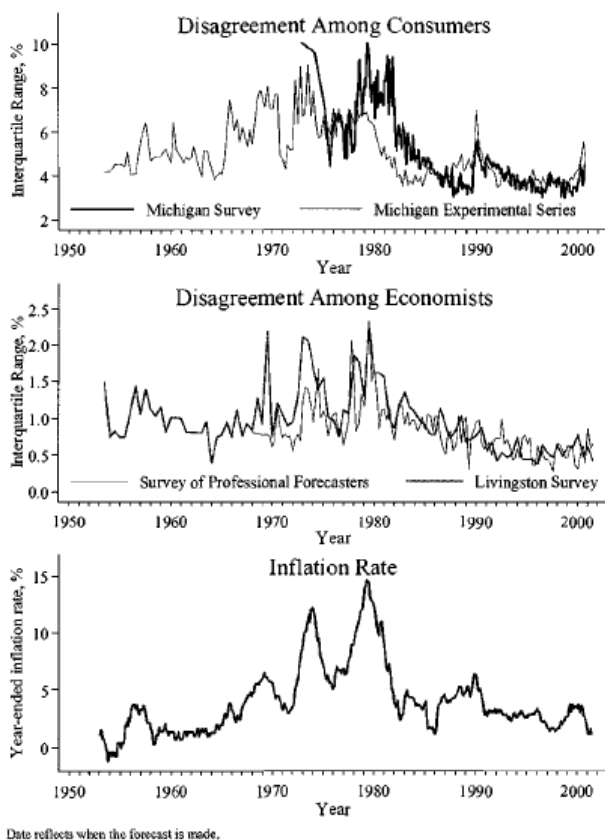 Disagreement Among Consumers
Interquartile Range, %
10
8
6
4
2
Michigan Survey
Michigan Experimental Series
1950 1960 1970 1980 1990 2000
Year
Disagreement Among Economists
Interquartile Range, %
2.5
2.0
1.5
1.0
0.5
0.0
Survey of Professional Forecasters
Livingston Survey
1950 1960 1970 1980 1990 2000
Year
Inflation Rate
Year-ended inflation rate, %
15
10
5
0
1950 1960 1970 1980 1990 2000
Year
Date reflects when the forecast is made.